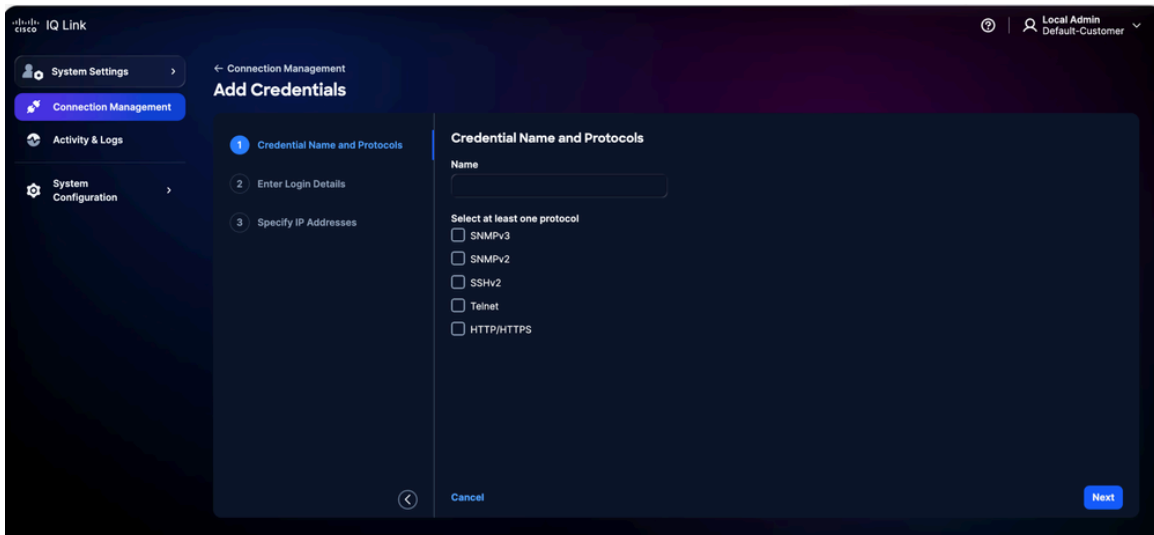 cisco IQ Link
Local Admin
Default-Customer
System Settings
Connection Management
Activity & Logs
System
Configuration
← Connection Management
Add Credentials
1 Credential Name and Protocols
2 Enter Login Details
3 Specify IP Addresses
Credential Name and Protocols
Name
Select at least one protocol
SNMPv3
SNMPv2
SSHv2
Telnet
HTTP/HTTPS
Cancel
Next